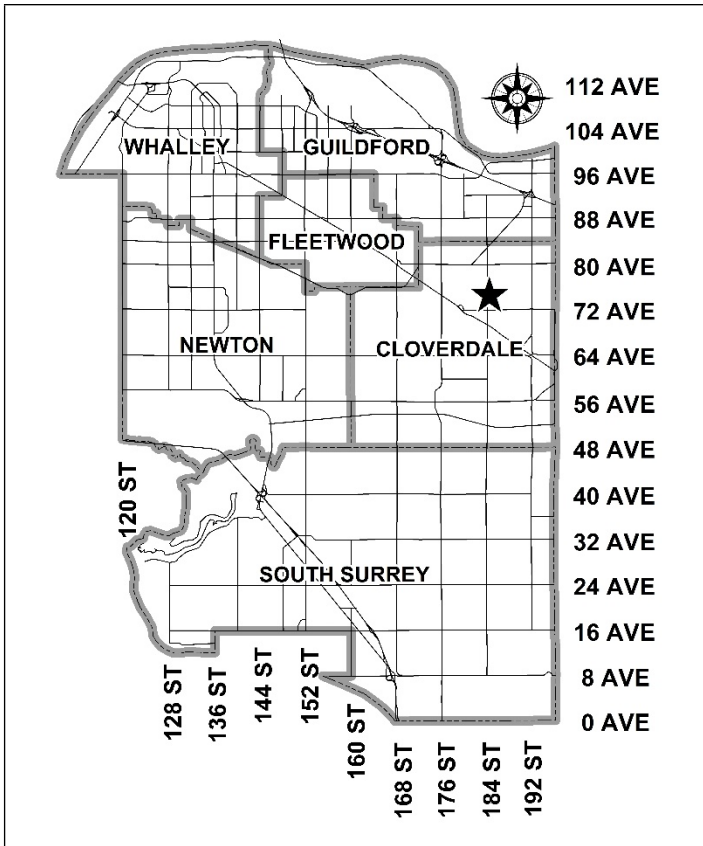 112 AVE
104 AVE
WHALLEY
GUILDFORD
96 AVE
88 AVE
FLEETWOOD
80 AVE
72 AVE
NEWTON
CLOVERDALE
64 AVE
56 AVE
48 AVE
120 ST
40 AVE
32 AVE
SOUTH SURREY
24 AVE
16 AVE
8 AVE
0 AVE
128 ST
136 ST
144 ST
152 ST
160 ST
168 ST
176 ST
184 ST
192 ST